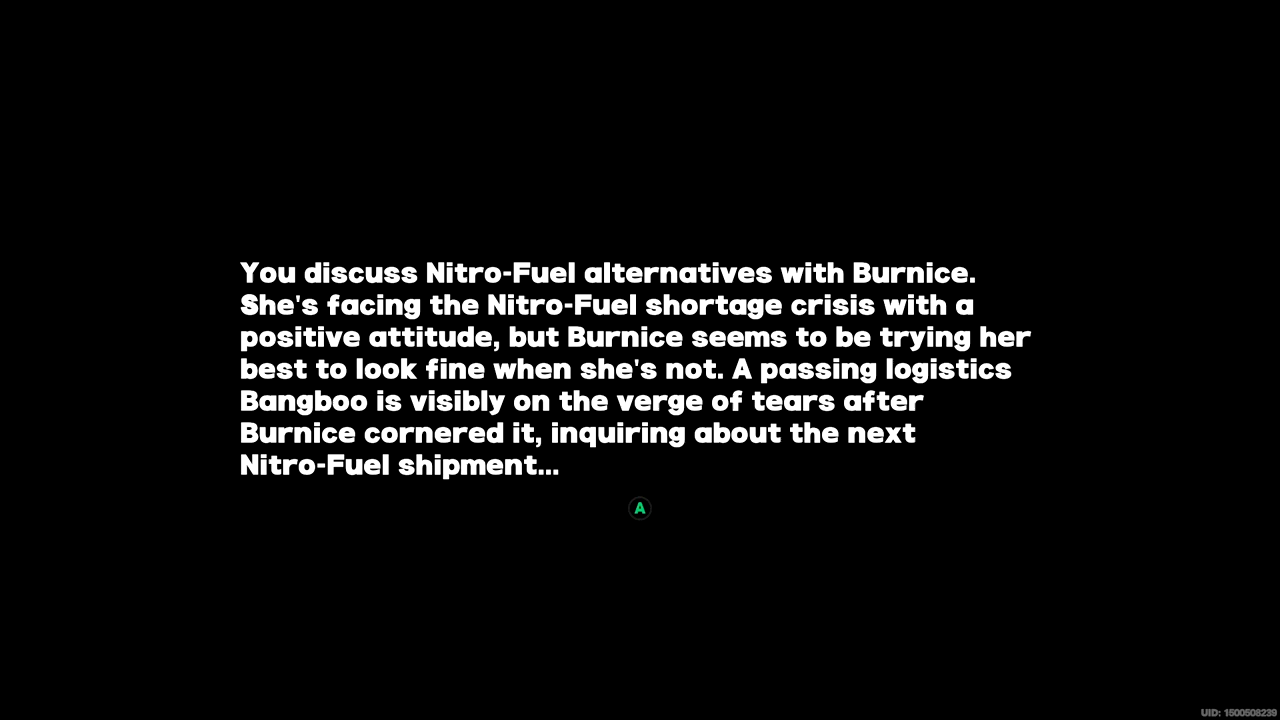 You discuss Nitro-Fuel alternatives with Burnice.
She's facing the Nitro-Fuel shortage crisis with a
positive attitude, but Burnice seems to be trying her
best to look fine when she's not. A passing logistics
Bangboo is visibly on the verge of tears after
Burnice cornered it, inquiring about the next
Nitro-Fuel shipment...
A
UID: 1500508239